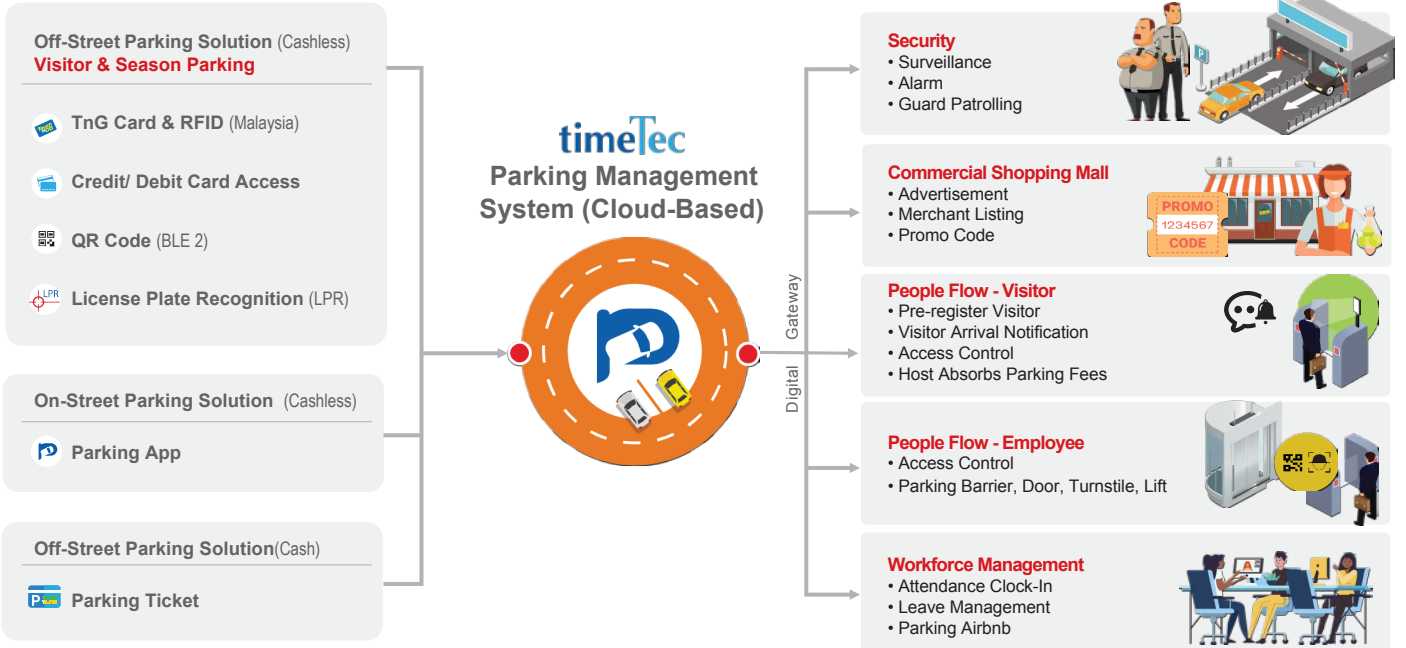 Off-Street Parking Solution (Cashless)
Visitor & Season Parking
TnG Card & RFID (Malaysia)
Credit/ Debit Card Access
QR Code (BLE 2)
LPR
License Plate Recognition (LPR)
On-Street Parking Solution (Cashless)
Parking App
Off-Street Parking Solution(Cash)
P
Parking Ticket
timeTec
Parking Management
System (Cloud-Based)
Digital Gateway
Security
• Surveillance
• Alarm
• Guard Patrolling
P
Commercial Shopping Mall
• Advertisement
• Merchant Listing
• Promo Code
PROMO
1234567
CODE
People Flow - Visitor
• Pre-register Visitor
• Visitor Arrival Notification
• Access Control
• Host Absorbs Parking Fees
People Flow - Employee
• Access Control
• Parking Barrier, Door, Turnstile, Lift
Workforce Management
• Attendance Clock-In
• Leave Management
• Parking Airbnb